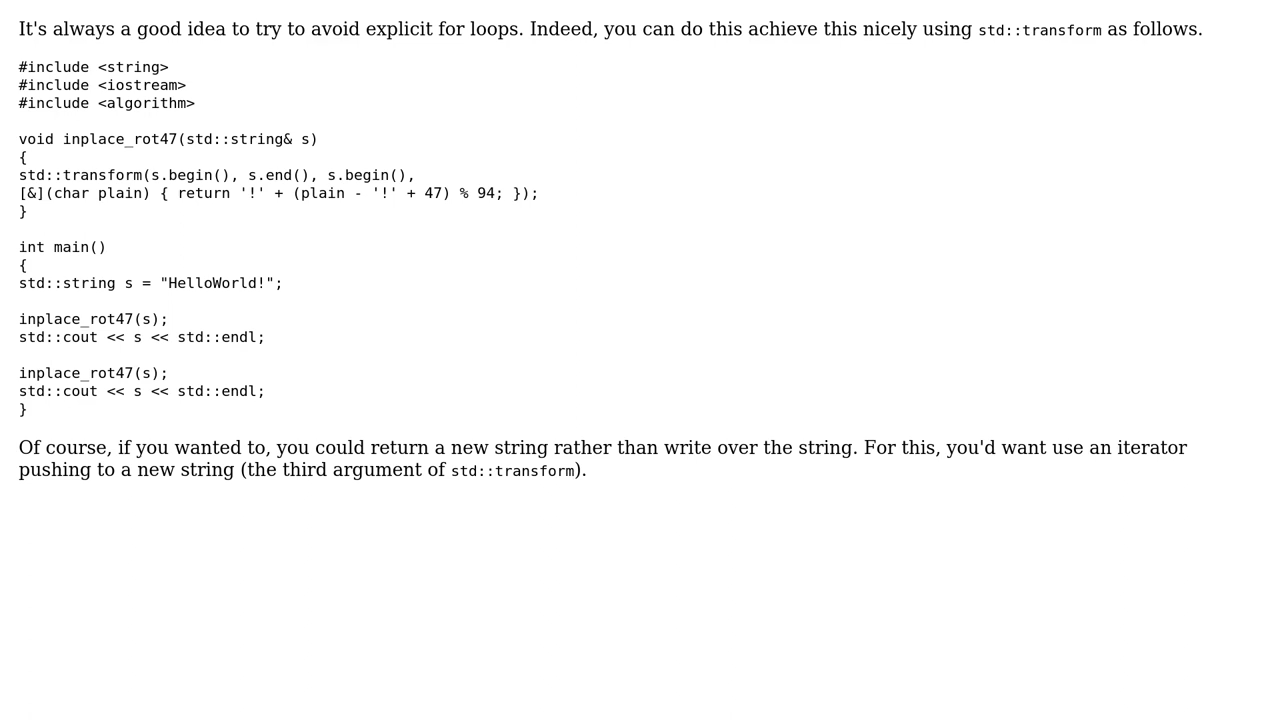 It's always a good idea to try to avoid explicit for loops. Indeed, you can do this achieve this nicely using std::transform as follows.
#include <string>
#include <iostream>
#include <algorithm>
void inplace_rot47(std::string& s)
{
std::transform(s.begin(), s.end(), s.begin(),
[&](char plain) { return '!' + (plain - '!' + 47) % 94; });
}
int main()
{
std::string s = "HelloWorld!";
inplace_rot47(s);
std::cout << s << std::endl;
inplace_rot47(s);
std::cout << s << std::endl;
}
Of course, if you wanted to, you could return a new string rather than write over the string. For this, you'd want use an iterator
pushing to a new string (the third argument of std::transform).